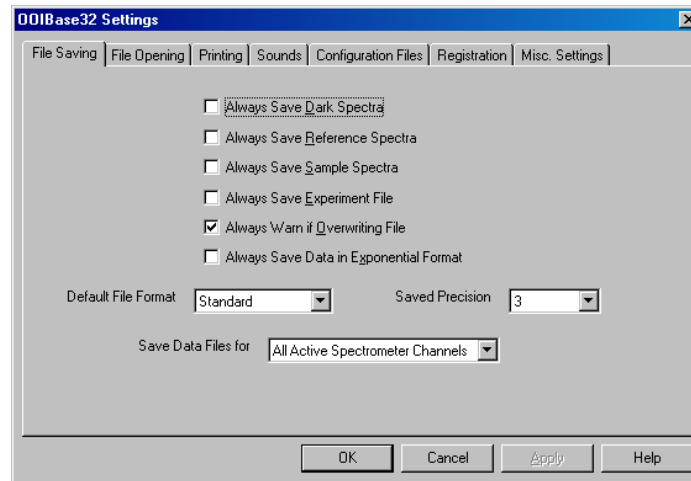 OOIBase32 Settings
File Saving File Opening Printing Sounds Configuration Files Registration Misc. Settings
Always Save Dark Spectra
Always Save Reference Spectra
Always Save Sample Spectra
Always Save Experiment File
Always Warn if Overwriting File
Always Save Data in Exponential Format
Default File Format Standard Saved Precision 3
Save Data Files for All Active Spectrometer Channels
OK Cancel Apply Help